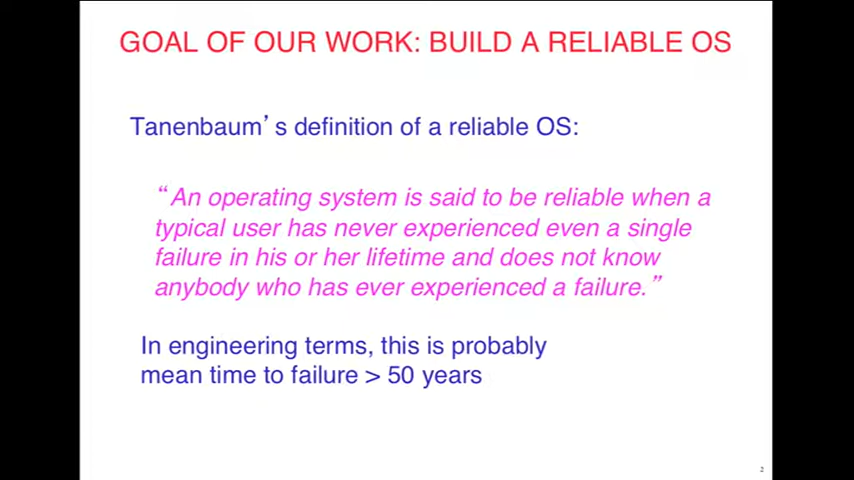 GOAL OF OUR WORK: BUILD A RELIABLE OS
Tanenbaum’s definition of a reliable OS:
“An operating system is said to be reliable when a
typical user has never experienced even a single
failure in his or her lifetime and does not know
anybody who has ever experienced a failure.”
In engineering terms, this is probably
mean time to failure > 50 years
2